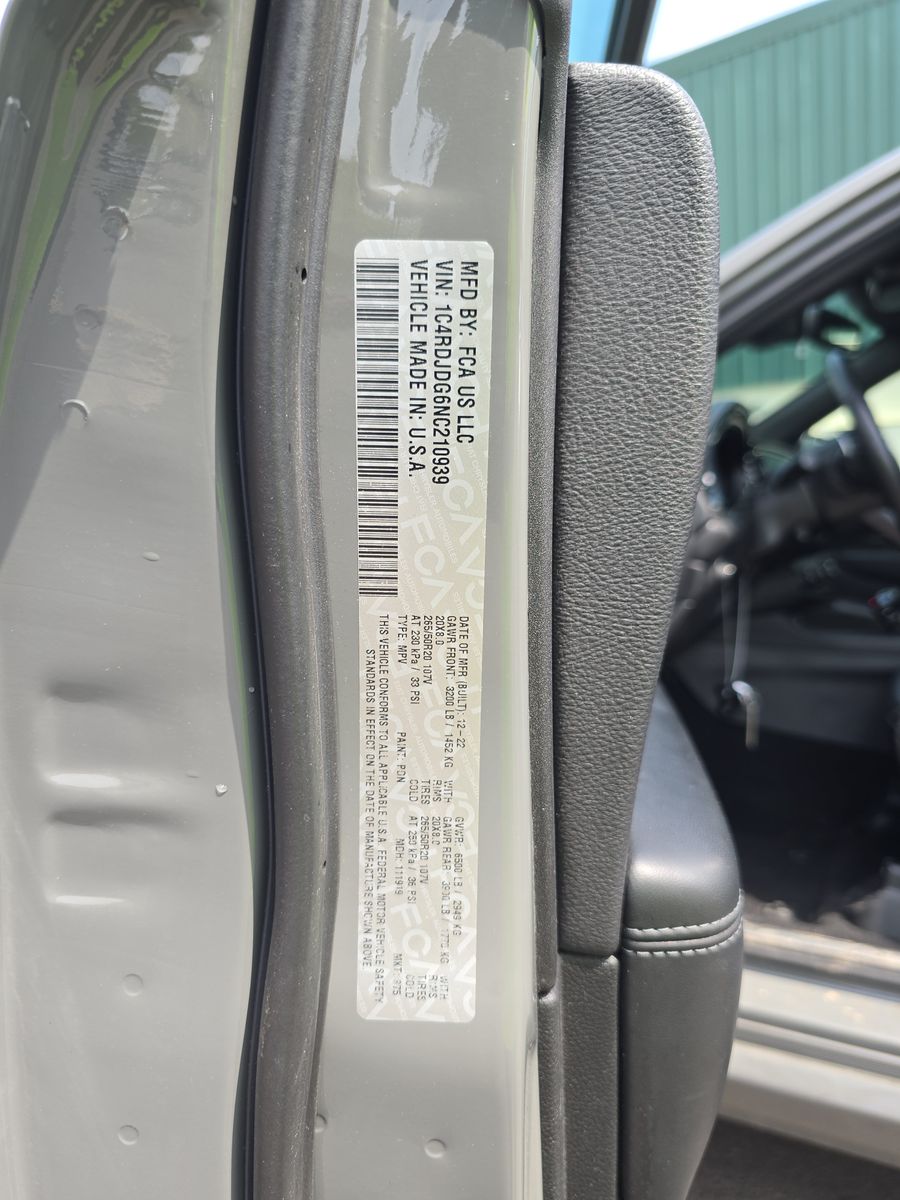 MFD BY: FCA US LLC
VIN: 1C4RDJDG6NC210939
VEHICLE MADE IN: U.S.A.
DATE OF MFR (BUILT): 12-22 GVWR: 6500 LB 2949 KG
GAWR FRONT: 3200 LB / 1452 KG WITH GAWR REAR: 3900 LB KG WITH
20X8.0 RIMS 20X8.0 RIMS
265/50R20 107V TIRES 265/50R20 107V TIRES
AT 230 kPa / 33 PSI COLD AT 250 kPa / 36 PSI COLD
TYPE: MPV PAINT: PDN MDH: 111919 MKT:
THIS VEHICLE CONFORMS TO ALL APPLICABLE U.S.A. FEDERAL MOTOR VEHICLE SAFETY
STANDARDS IN EFFECT ON THE DATE OF MANUFACTURE SHOWN ABOVE